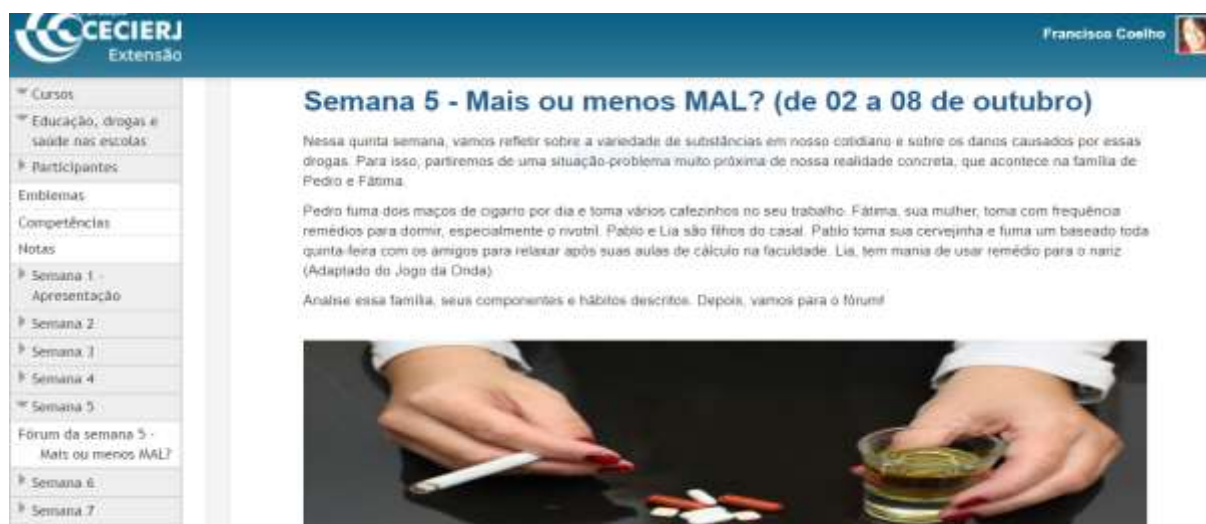 CECIERJ
Extensão
Francisco Coelho
Cursos
Educação, drogas e
saúde nas escolas
Participantes
Emblemas
Competências
Notas
Semana 1 -
Apresentação
Semana 2
Semana 3
Semana 4
Semana 5
Fórum da semana 5 -
Mais ou menos MAL?
Semana 6
Semana 7
Semana 5 - Mais ou menos MAL? (de 02 a 08 de outubro)
Nessa quinta semana, vamos refletir sobre a variedade de substâncias em nosso cotidiano e sobre os danos causados por essas
drogas. Para isso, partiremos de uma situação-problema muito próxima de nossa realidade concreta, que acontece na família de
Pedro e Fátima.
Pedro fuma dois maços de cigarro por dia e toma vários cafezinhos no seu trabalho. Fátima, sua mulher, toma com frequência
remédios para dormir, especialmente o rivotril. Pablo e Lia são filhos do casal. Pablo toma sua cervejinha e fuma um baseado toda
quinta-feira com os amigos para relaxar após suas aulas de cálculo na faculdade. Lia, tem mania de usar remédio para o nariz
(Adaptado do Jogo da Onda)
Analise essa família, seus componentes e hábitos descritos. Depois, vamos para o fórum!